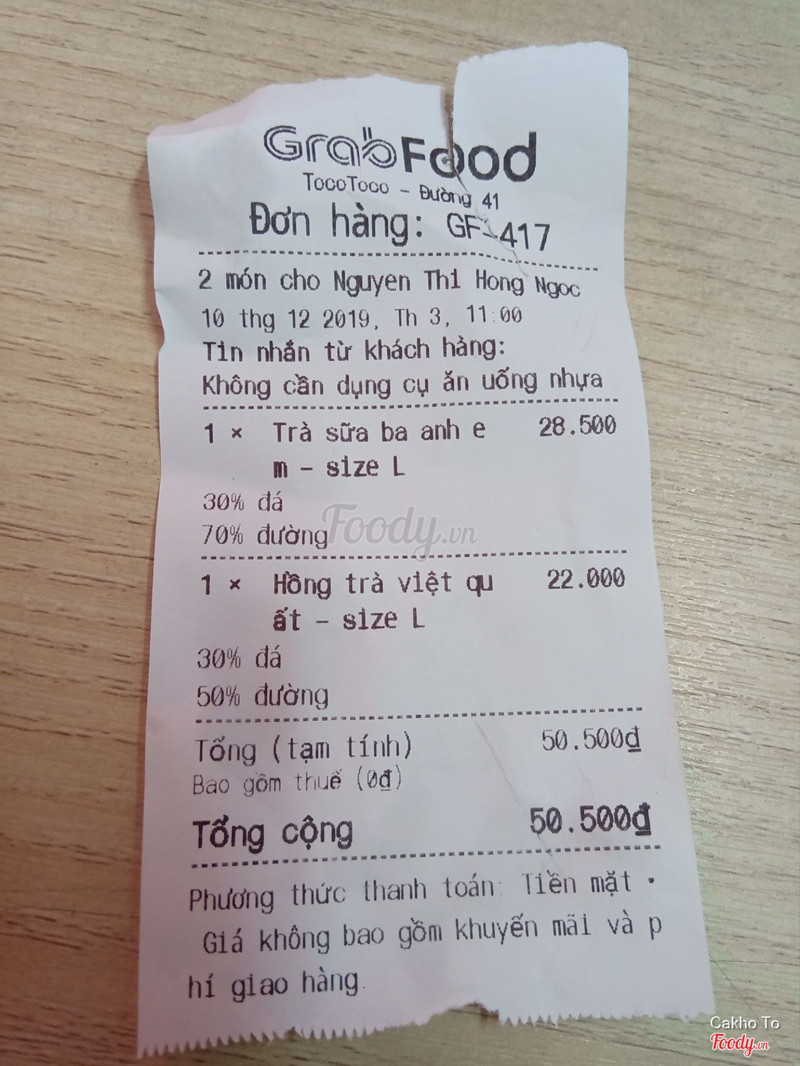 GrabFood
TocoToco - Đường 41
Đơn hàng: GF-417
2 món cho Nguyen Thi Hong Ngoc
10 thg 12 2019, Th 3, 11:00
Tin nhắn từ khách hàng:
Không cần dụng cụ ăn uống nhựa
1 × Trà sữa ba anh e 28.500
m - size L
30% đá
70% đường
Foody.vn
1 × Hồng trà việt qu 22.000
ất - size L
30% đá
50% đường
Tổng (tạm tính) 50.500₫
Bao gồm thuế (0₫)
Tổng cộng 50.500₫
Phương thức thanh toán: Tiền mặt ·
Giá không bao gồm khuyến mãi và p
hí giao hàng.
Cakho To
Foody.vn